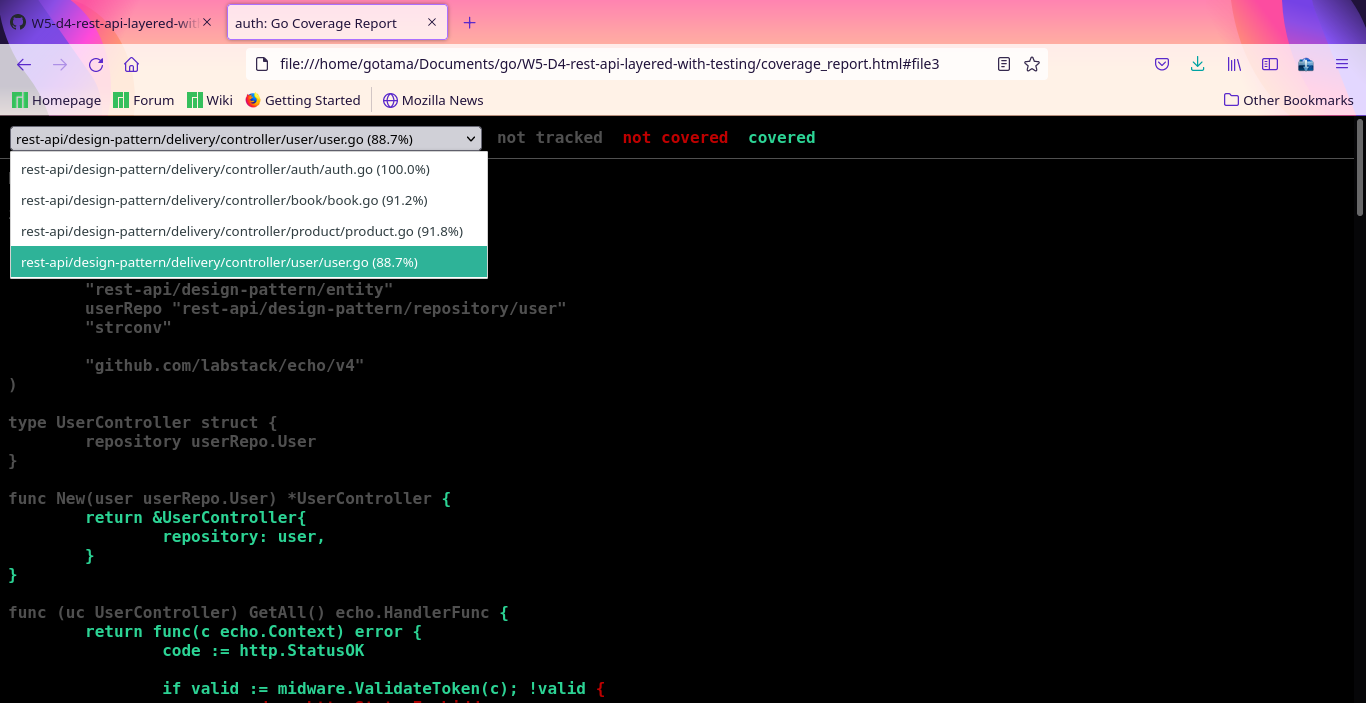 W5-d4-rest-api-layered-wit
auth: Go Coverage Report
file:///home/gotama/Documents/go/W5-D4-rest-api-layered-with-testing/coverage_report.html#file3
Homepage Forum Wiki Getting Started Mozilla News Other Bookmarks
rest-api/design-pattern/delivery/controller/user/user.go (88.7%) not tracked not covered covered
rest-api/design-pattern/delivery/controller/auth/auth.go (100.0%)
rest-api/design-pattern/delivery/controller/book/book.go (91.2%)
rest-api/design-pattern/delivery/controller/product/product.go (91.8%)
rest-api/design-pattern/delivery/controller/user/user.go (88.7%)
"rest-api/design-pattern/entity"
userRepo "rest-api/design-pattern/repository/user"
"strconv"
"github.com/labstack/echo/v4"
)
type UserController struct {
repository userRepo.User
}
func New(user userRepo.User) *UserController {
return &UserController{
repository: user,
}
}
func (uc UserController) GetAll() echo.HandlerFunc {
return func(c echo.Context) error {
code := http.StatusOK
if valid := midware.ValidateToken(c); !valid {